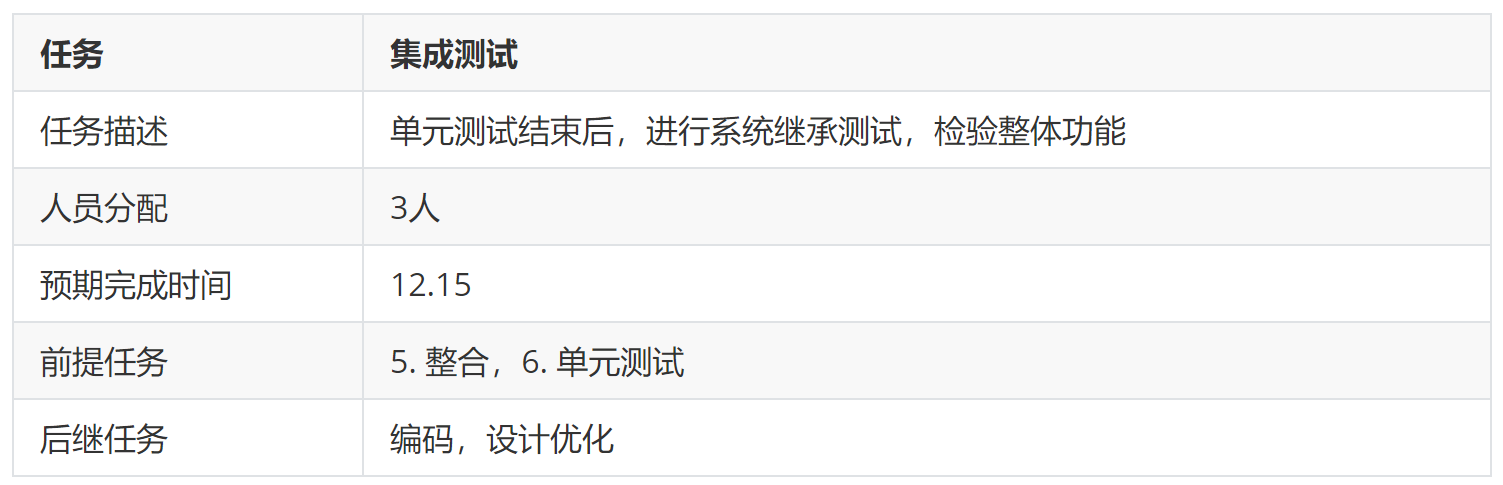 任务 集成测试
任务描述 单元测试结束后，进行系统继承测试，检验整体功能
人员分配 3人
预期完成时间 12.15
前提任务 5. 整合，6. 单元测试
后继任务 编码，设计优化